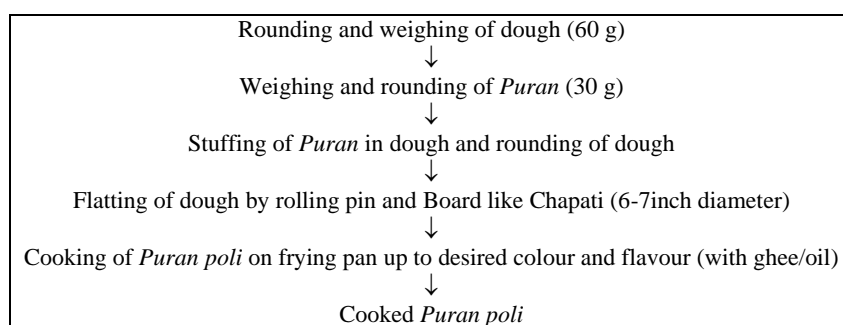 Rounding and weighing of dough (60 g)
↓
Weighing and rounding of Puran (30 g)
↓
Stuffing of Puran in dough and rounding of dough
↓
Flatting of dough by rolling pin and Board like Chapati (6-7inch diameter)
↓
Cooking of Puran poli on frying pan up to desired colour and flavour (with ghee/oil)
↓
Cooked Puran poli